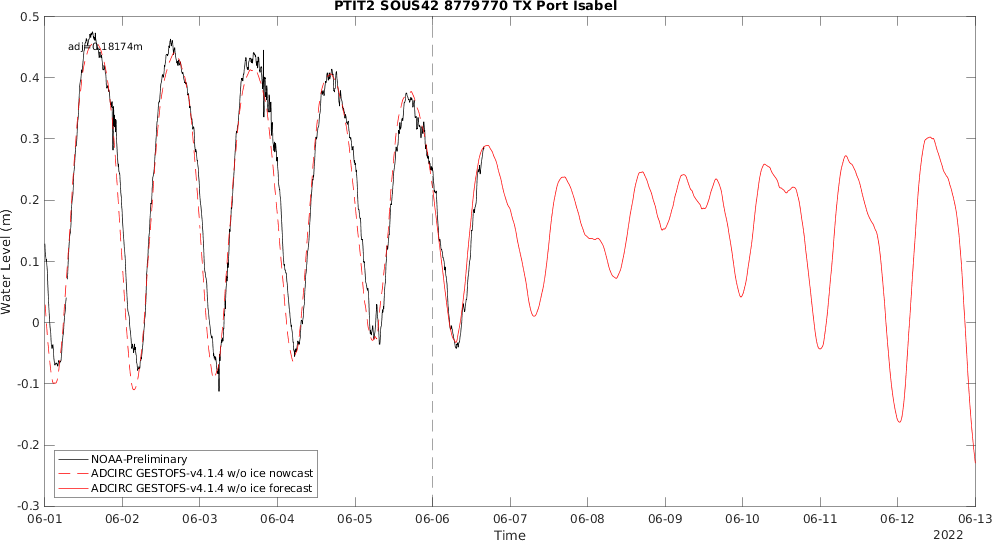 PTIT2 SOUS42 8779770 TX Port Isabel
0.5
adj=0.18174m
0.4
0.3
0.2
0.1
0
-0.1
-0.2
-0.3
Water Level (m)
NOAA-Preliminary
ADCIRC GESTOFS-v4.1.4 w/o ice nowcast
ADCIRC GESTOFS-v4.1.4 w/o ice forecast
06-01 06-02 06-03 06-04 06-05 06-06 06-07 06-08 06-09 06-10 06-11 06-12 06-13
Time
2022